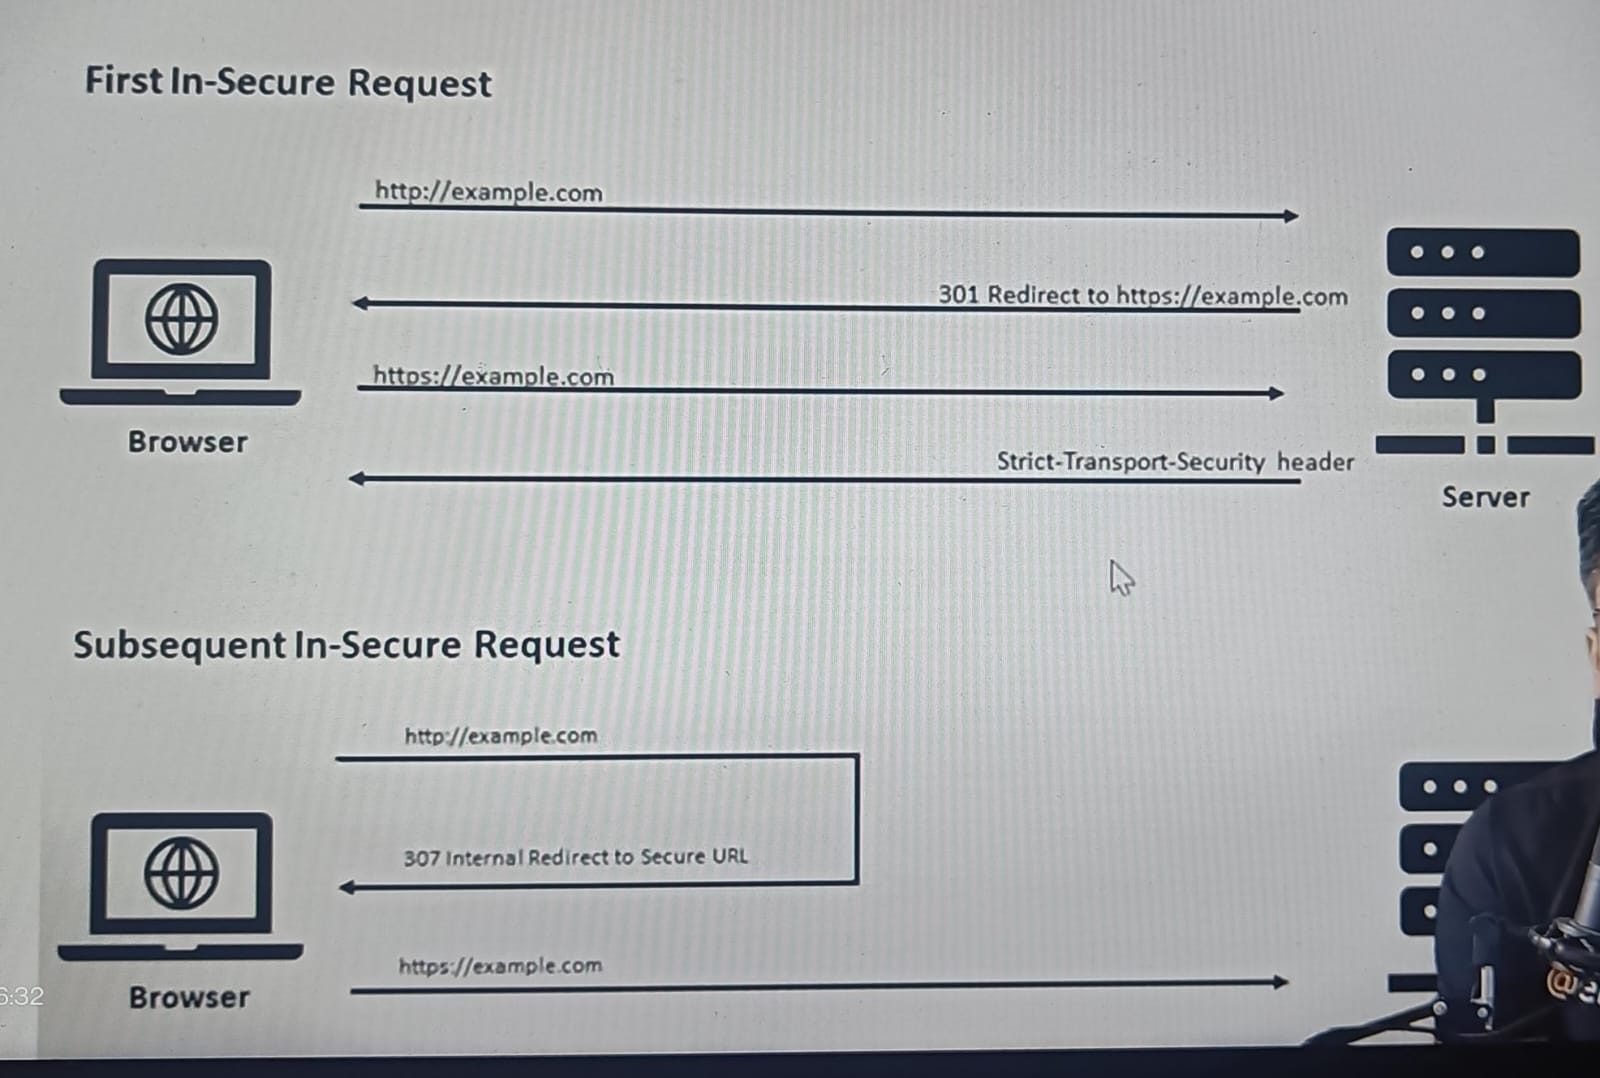 First In-Secure Request
http://example.com
301 Redirect to https://example.com
https://example.com
Browser
Strict-Transport-Security header
Server
Subsequent In-Secure Request
http://example.com
307 Internal Redirect to Secure URL
https://example.com
Browser
:32